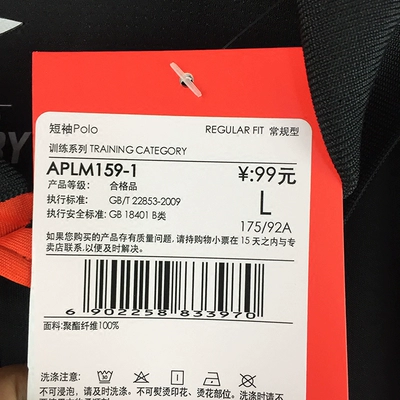 RY
短袖Polo
REGULAR FIT 常规型
训练系列 TRAINING CATEGORY
APLM159-1
¥:99元
产品等级: 合格品
L
执行标准: GB/T 22853-2009
175/92A
执行安全标准: GB 18401 B类
如果您购买的产品存有质量问题,请持购物小票在 15 天之内与专
卖店联系,以便及时解决。
6 902258 833970
面料:聚酯纤维100%
洗涤标注:
不可浸泡,请及时洗涤。不可熨烫印花、烫花部位。